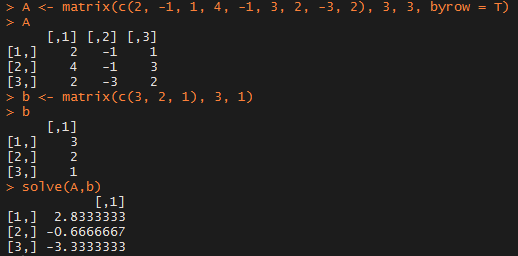 > A <- matrix(c(2, -1, 1, 4, -1, 3, 2, -3, 2), 3, 3, byrow = T)
> A
     [,1] [,2] [,3]
[1,]    2   -1    1
[2,]    4   -1    3
[3,]    2   -3    2
> b <- matrix(c(3, 2, 1), 3, 1)
> b
     [,1]
[1,]    3
[2,]    2
[3,]    1
> solve(A,b)
           [,1]
[1,]  2.8333333
[2,] -0.6666667
[3,] -3.3333333